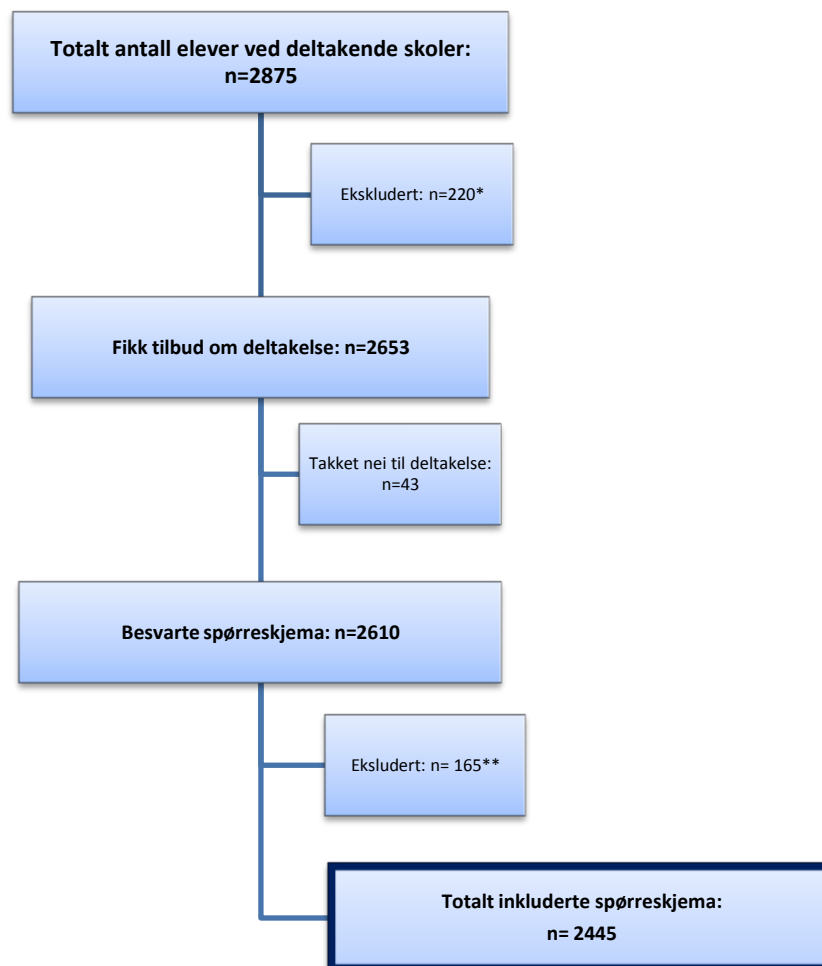 Totalt antall elever ved deltakende skoler:
n=2875
Ekskludert: n=220*
Fikk tilbud om deltakelse: n=2653
Takket nei til deltakelse:
n=43
Besvarte spørreskjema: n=2610
Eksludert: n= 165**
Totalt inkluderte spørreskjema:
n= 2445